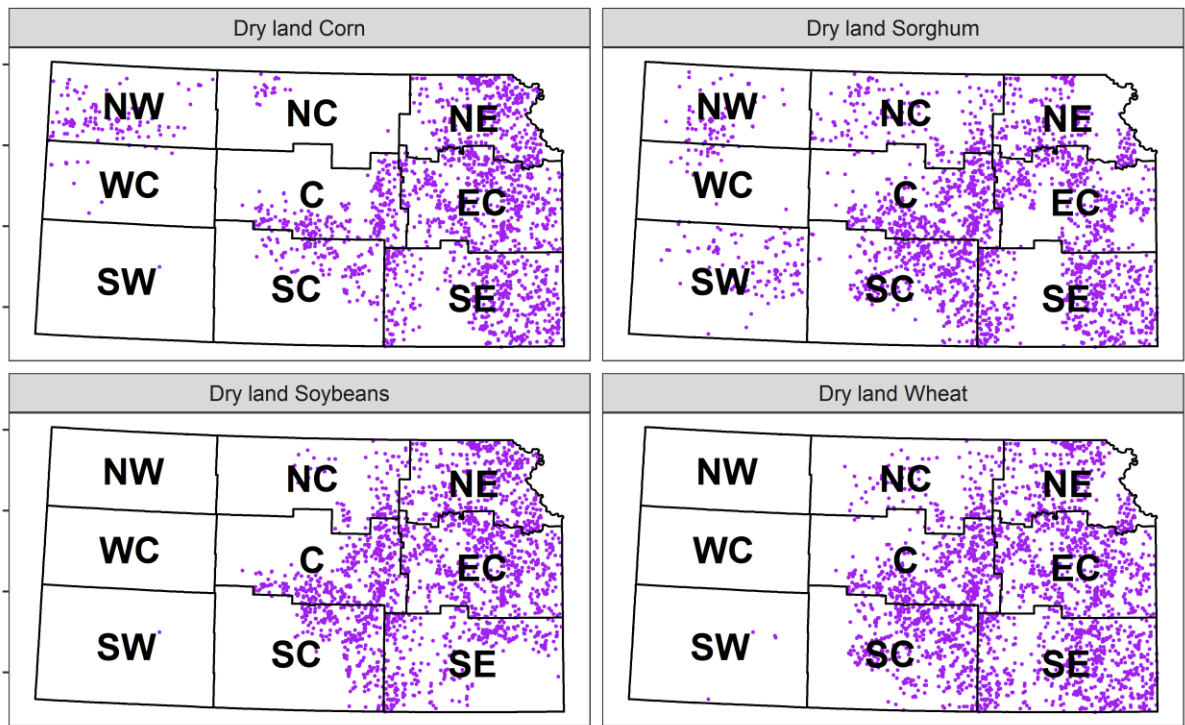 Dry land Corn
NW
NC
NE
WC
C
EC
SW
SC
SE
Dry land Sorghum
NW
NC
NE
WC
C
EC
SW
SC
SE
Dry land Soybeans
NW
NC
NE
WC
C
EC
SW
SC
SE
Dry land Wheat
NW
NC
NE
WC
C
EC
SW
SC
SE